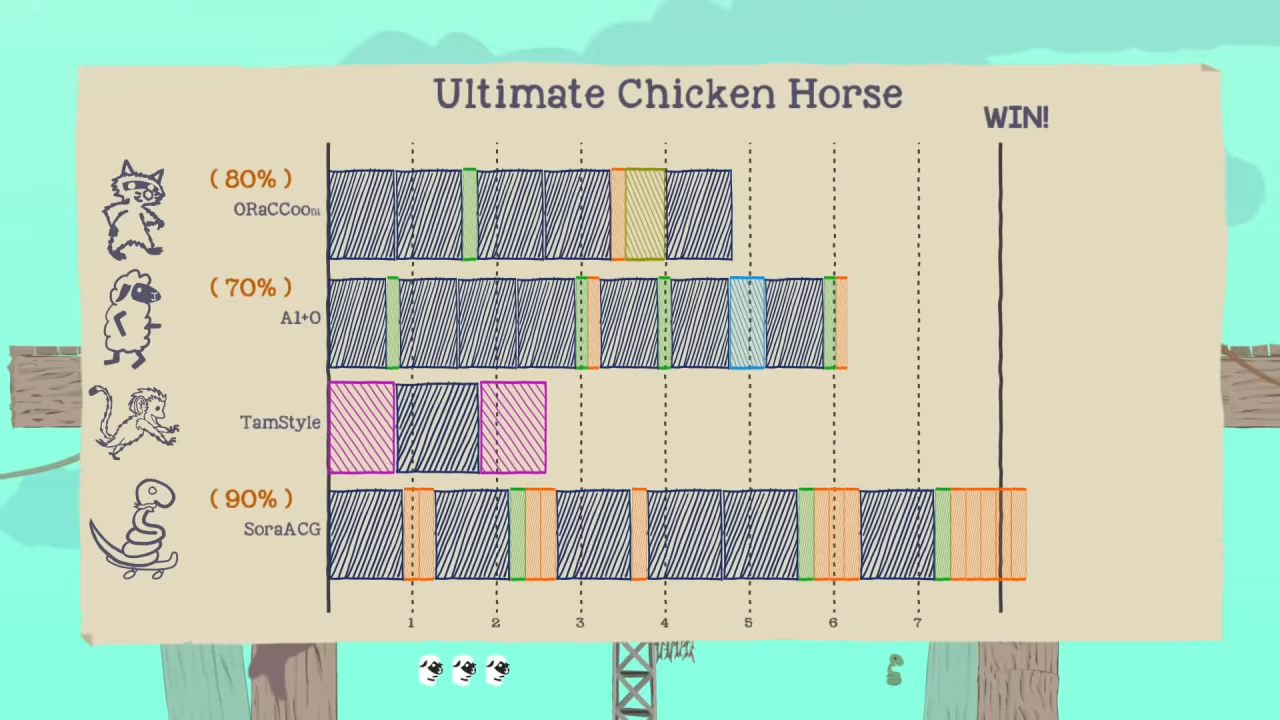 Ultimate Chicken Horse
WIN!
( 80% )
ORaCCoon
( 70% )
A1+O
TamStyle
( 90% )
SoraACG
1 2 3 4 5 6 7